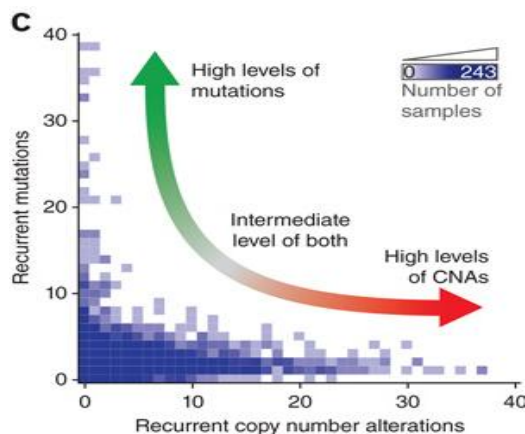 C
40
30
20
10
0
Recurrent mutations
High levels of
mutations
0 243
Number of
samples
Intermediate
level of both
High levels
of CNAs
0 10 20 30 40
Recurrent copy number alterations